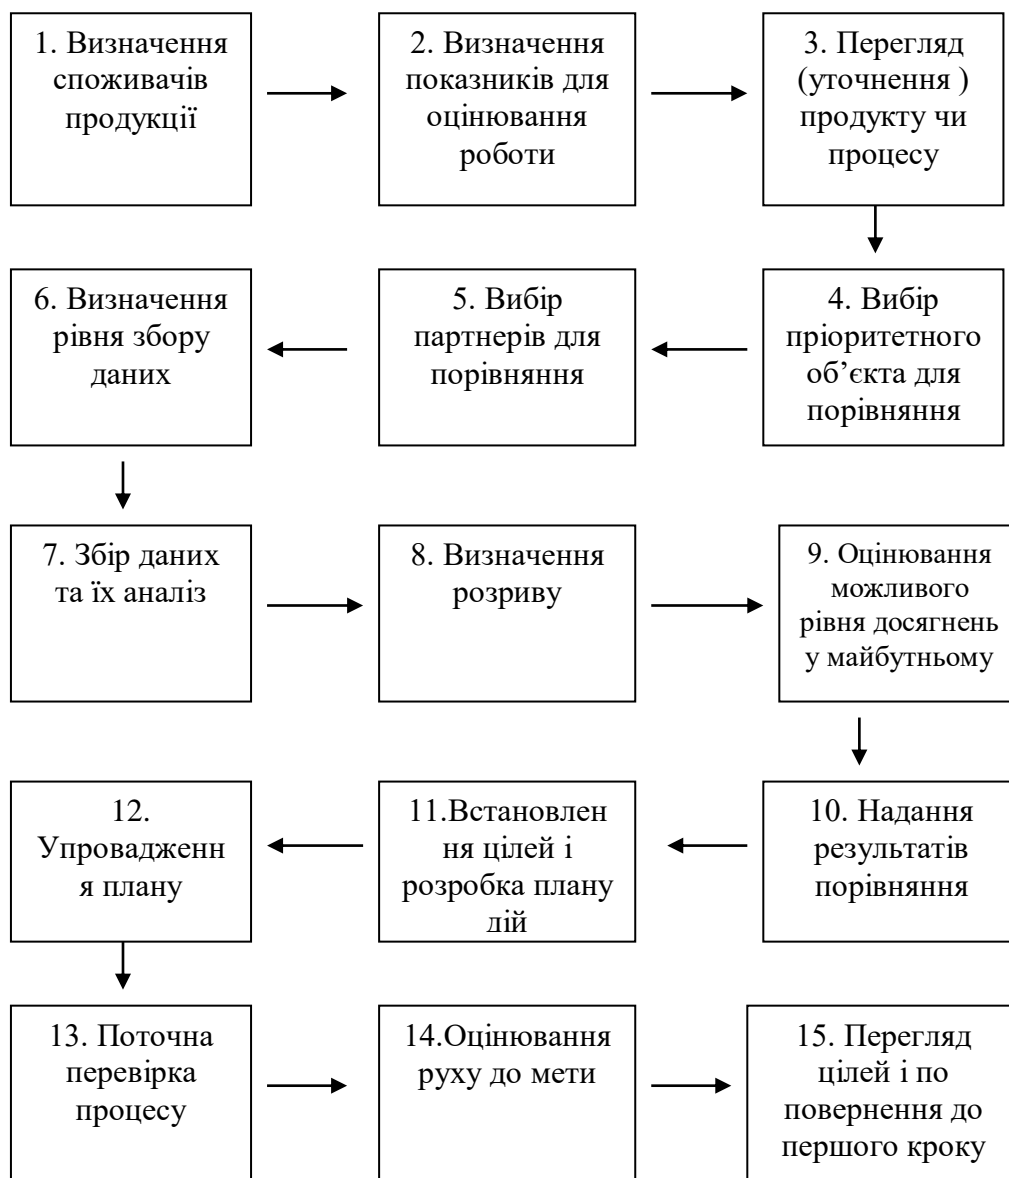 1. Визначення
споживачів
продукції
2. Визначення
показників для
оцінювання
роботи
3. Перегляд
(уточнення )
продукту чи
процесу
6. Визначення
рівня збору
даних
5. Вибір
партнерів для
порівняння
4. Вибір
пріоритетного
об’єкта для
порівняння
7. Збір даних
та їх аналіз
8. Визначення
розриву
9. Оцінювання
можливого
рівня досягнень
у майбутньому
12.
Упровадженн
я плану
11.Встановлен
ня цілей і
розробка плану
дій
10. Надання
результатів
порівняння
13. Поточна
перевірка
процесу
14.Оцінювання
руху до мети
15. Перегляд
цілей і по
повернення до
першого кроку